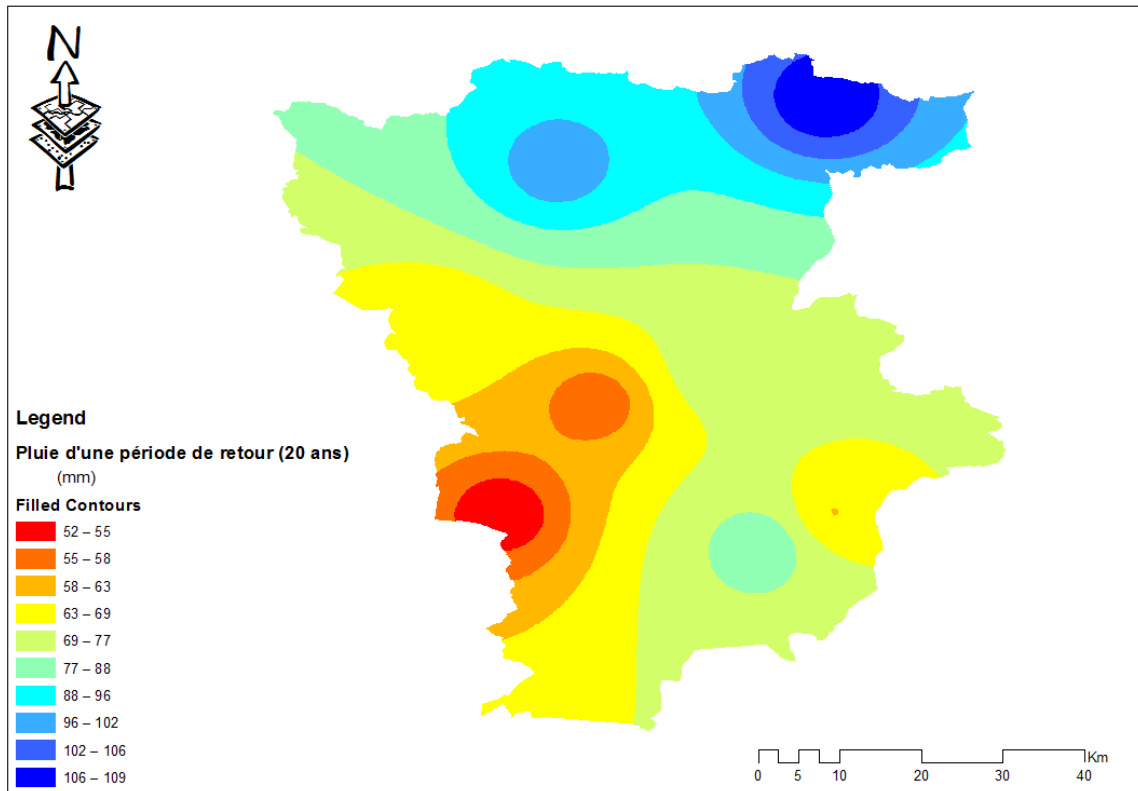 N
Legend
Pluie d'une période de retour (20 ans)
(mm)
Filled Contours
52 – 55
55 – 58
58 – 63
63 – 69
69 – 77
77 – 88
88 – 96
96 – 102
102 – 106
106 – 109
Km
0 5 10 20 30 40